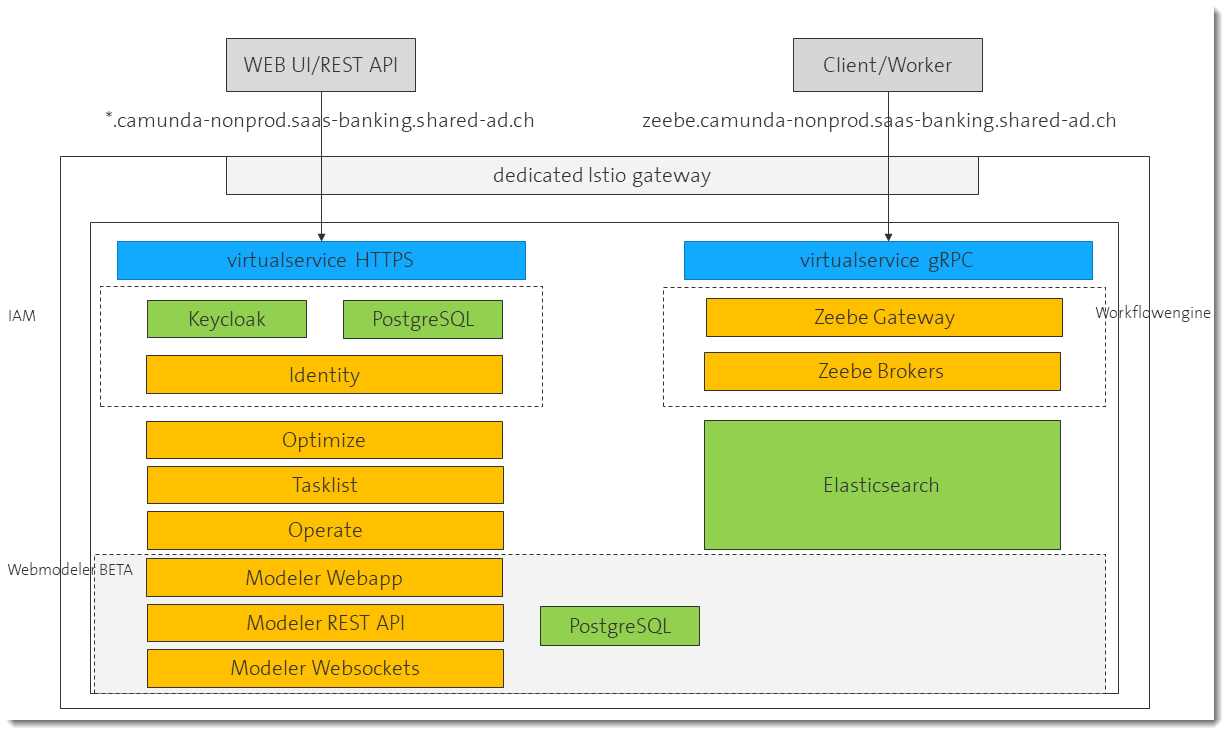 WEB UI/REST API
Client/Worker
*.camunda-nonprod.saas-banking.shared-ad.ch
zeebe.camunda-nonprod.saas-banking.shared-ad.ch
dedicated Istio gateway
virtualservice HTTPS
virtualservice gRPC
IAM
Keycloak
PostgreSQL
Identity
Zeebe Gateway
Workflowengine
Zeebe Brokers
Optimize
Tasklist
Operate
Elasticsearch
Webmodeler BETA
Modeler Webapp
Modeler REST API
Modeler Websockets
PostgreSQL